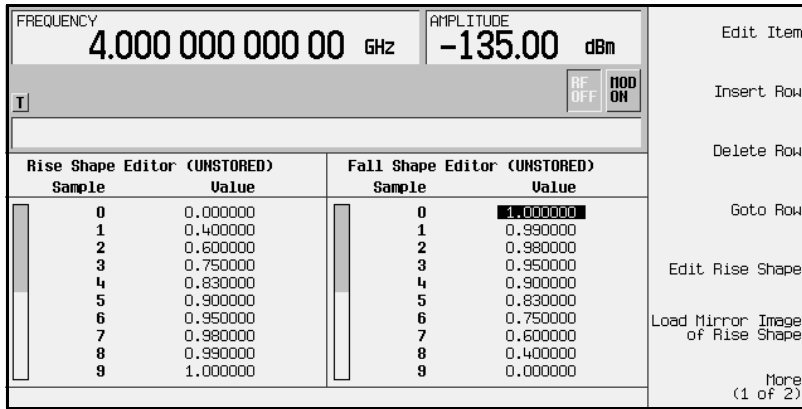 FREQUENCY
4.000 000 000 00 GHz
AMPLITUDE
-135.00 dBm
RF OFF
MOD ON
T
Rise Shape Editor (UNSTORED)
Sample Value
0 0.000000
1 0.400000
2 0.600000
3 0.750000
4 0.830000
5 0.900000
6 0.950000
7 0.980000
8 0.990000
9 1.000000
Fall Shape Editor (UNSTORED)
Sample Value
0 1.000000
1 0.990000
2 0.980000
3 0.950000
4 0.900000
5 0.830000
6 0.750000
7 0.600000
8 0.400000
9 0.000000
Edit Item
Insert Row
Delete Row
Goto Row
Edit Rise Shape
Load Mirror Image
of Rise Shape
More
(1 of 2)